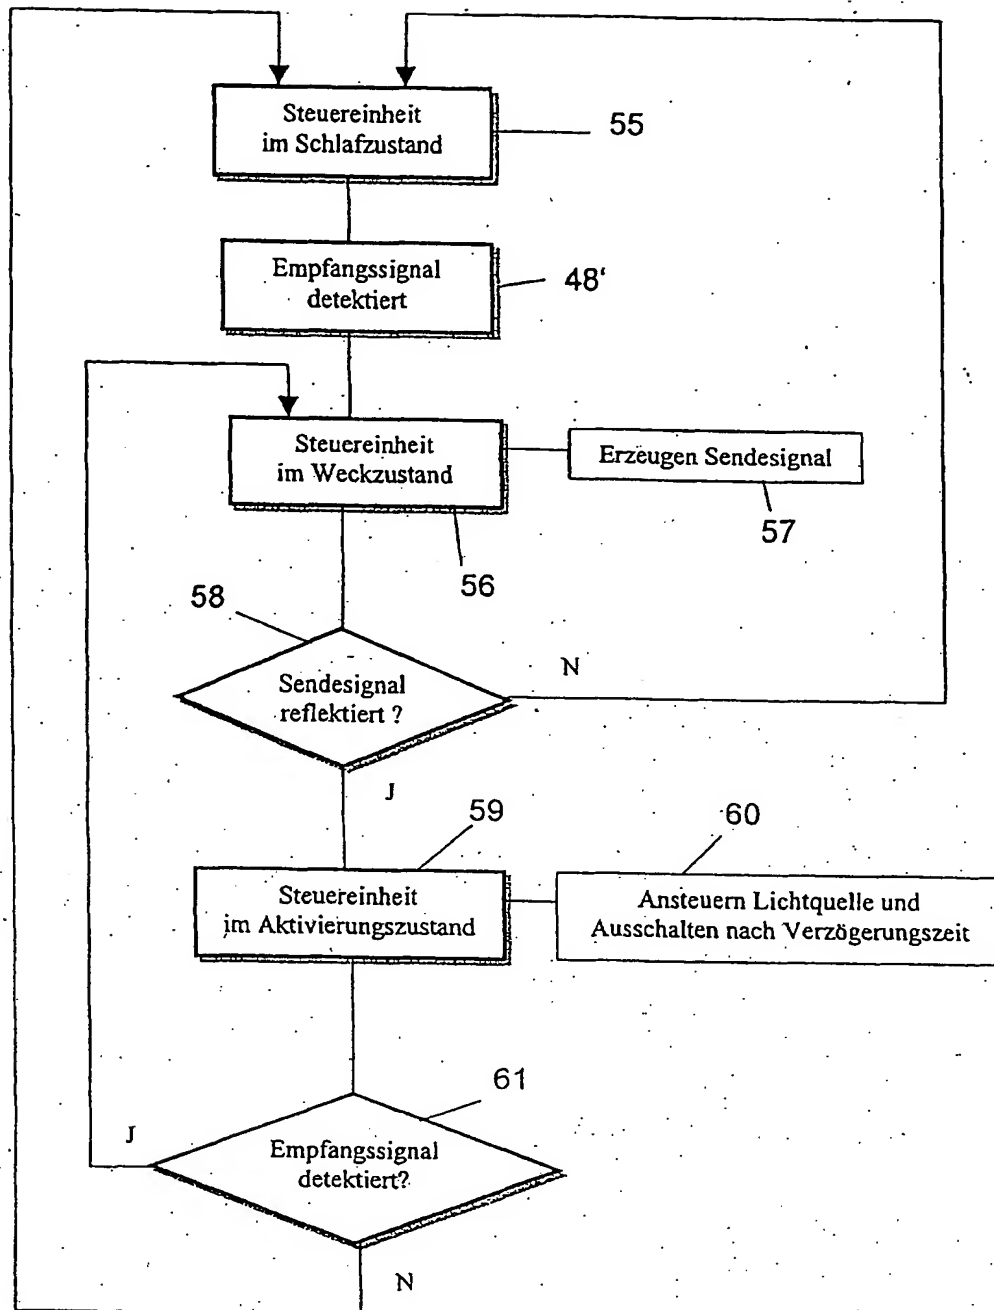 Steuereinheit
im Schlafzustand
55
Empfangssignal
detektiert
48'
Steuereinheit
im Weckzustand
Erzeugen Sendesignal
57
56
58
Sendesignal
reflektiert ?
N
J
59
60
Steuereinheit
im Aktivierungszustand
Ansteuern Lichtquelle und
Ausschalten nach Verzögerungszeit
61
J
Empfangssignal
detektiert?
N